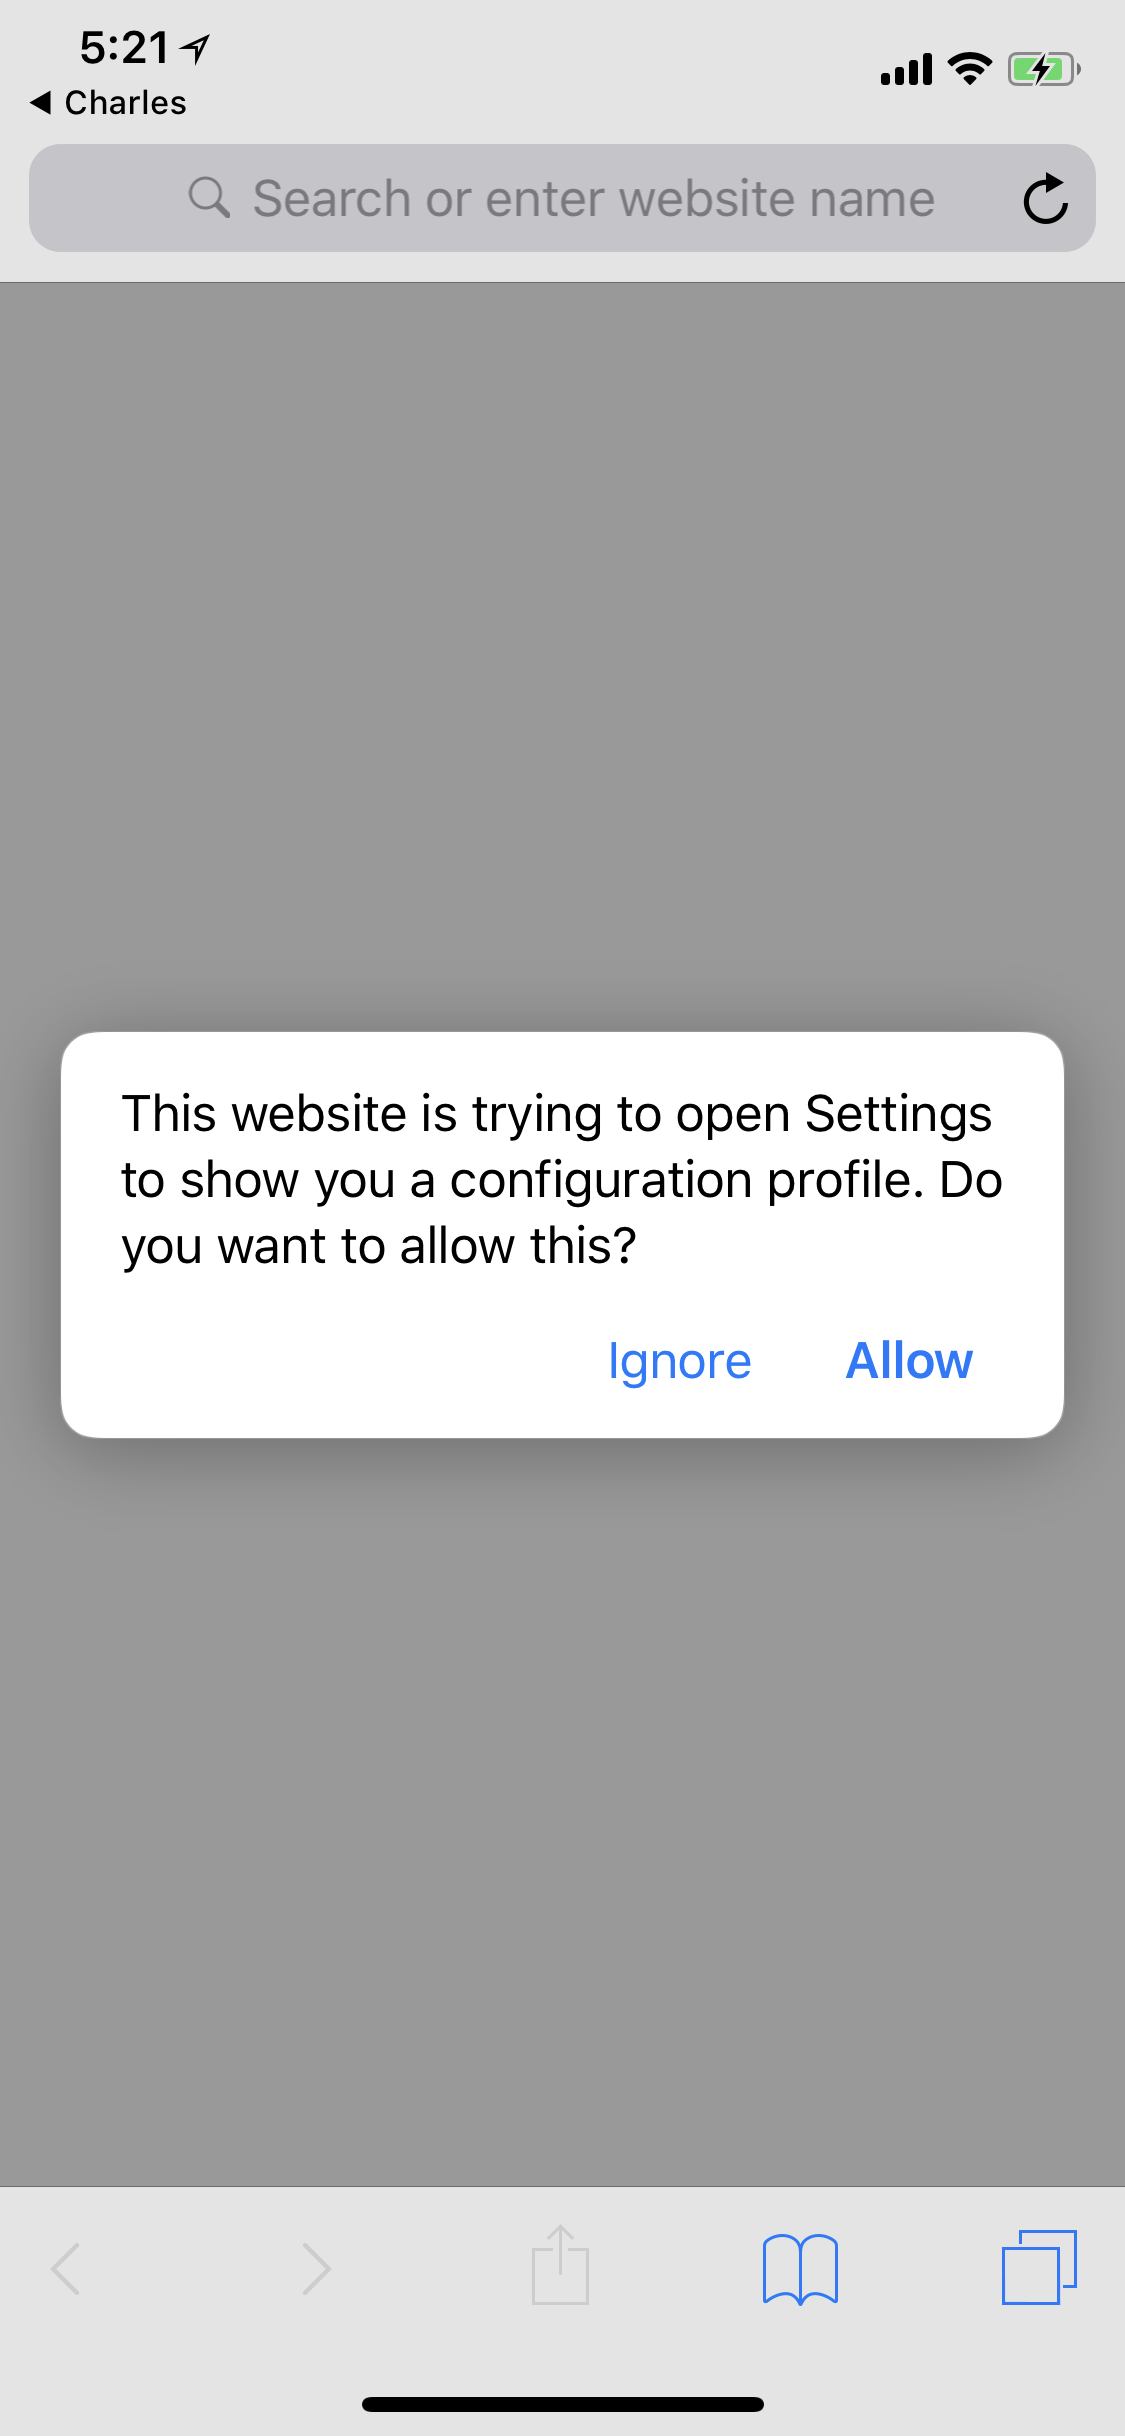 5:21
Charles
Search or enter website name
This website is trying to open Settings
to show you a configuration profile. Do
you want to allow this?
Ignore Allow